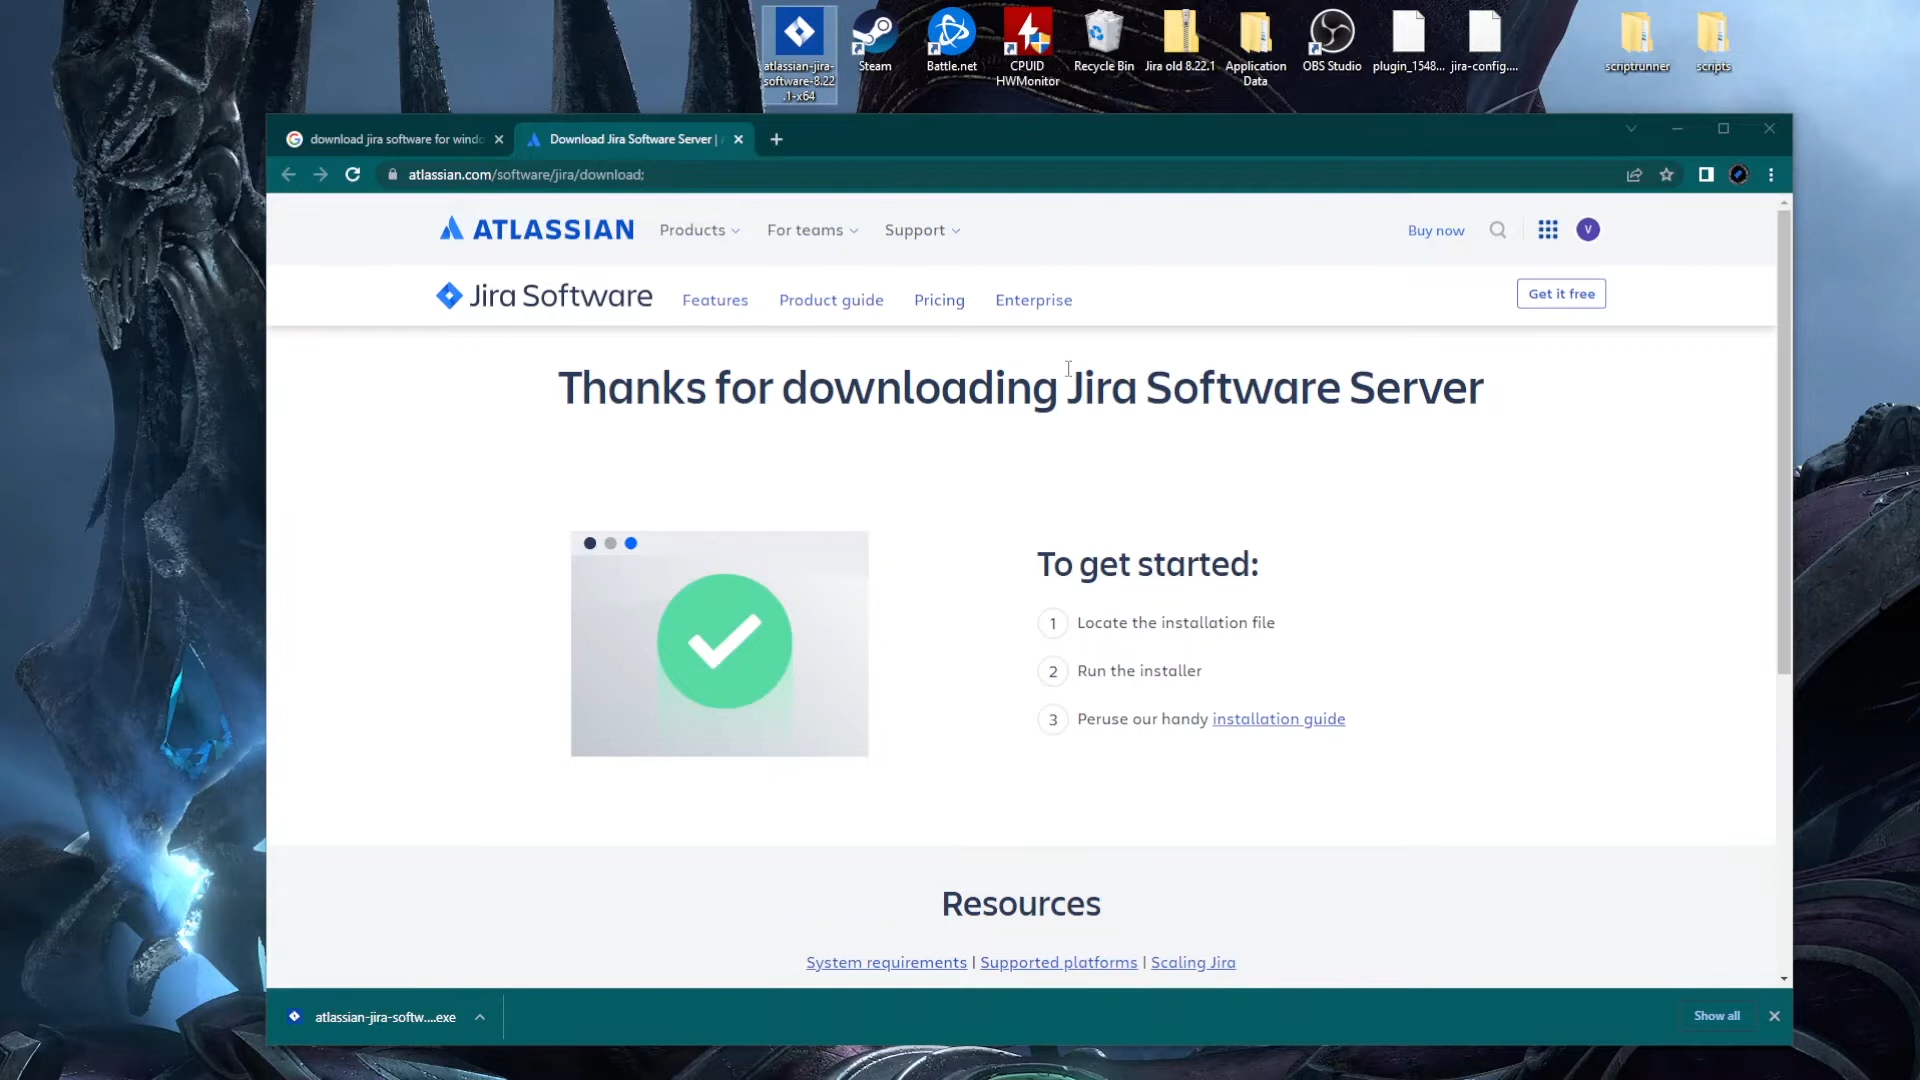 atlassian-jira-
software-8.22
.1-x64
Steam
Battle.net
CPUID
HWMonitor
Recycle Bin
Jira old 8.22.1
Application
Data
OBS Studio
plugin_1548...
jira-config....
scriptrunner
scripts
download jira software for windo
Download Jira Software Server |
atlassian.com/software/jira/download;
ATLASSIAN
Products
For teams
Support
Buy now
V
Jira Software
Features
Product guide
Pricing
Enterprise
Get it free
Thanks for downloading Jira Software Server
To get started:
1 Locate the installation file
2 Run the installer
3 Peruse our handy installation guide
Resources
System requirements | Supported platforms | Scaling Jira
atlassian-jira-softw....exe
Show all